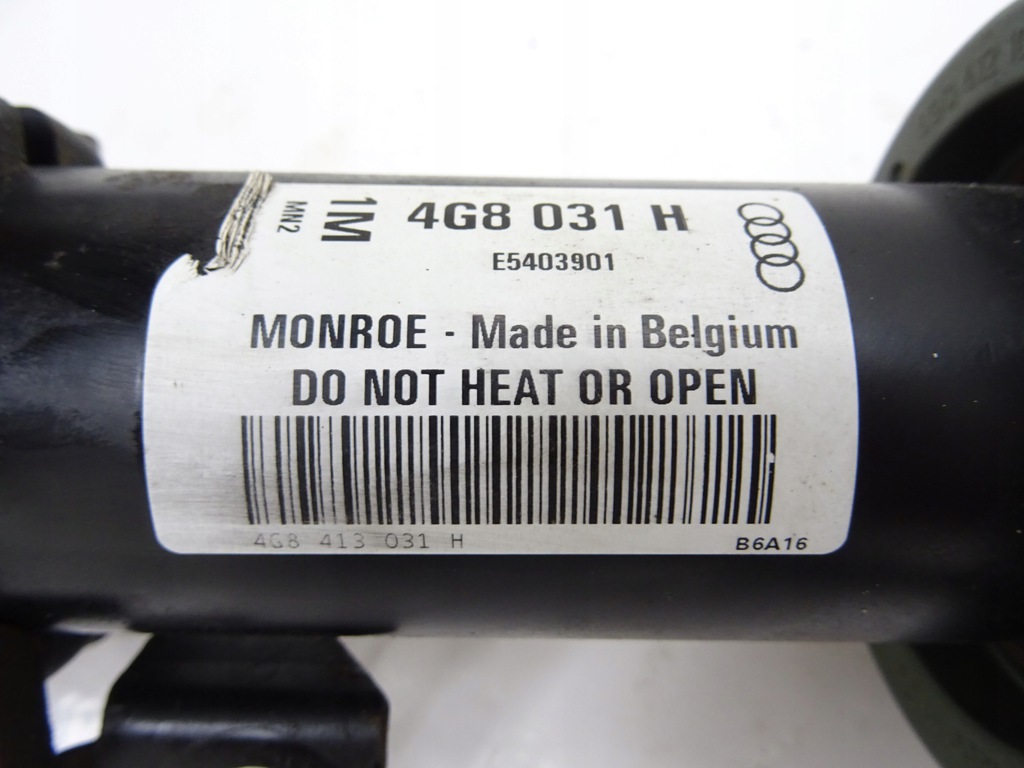 1M
MN2
4G8 031 H
E5403901
MONROE - Made in Belgium
DO NOT HEAT OR OPEN
4G8 413 031 H
B6A16